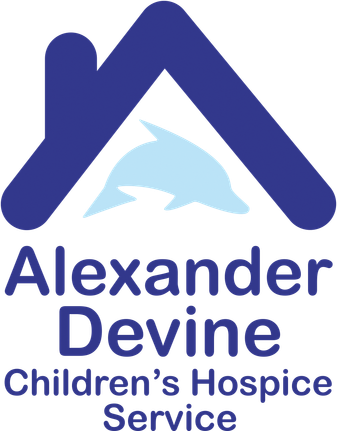 Alexander
Devine
Children’s Hospice
Service